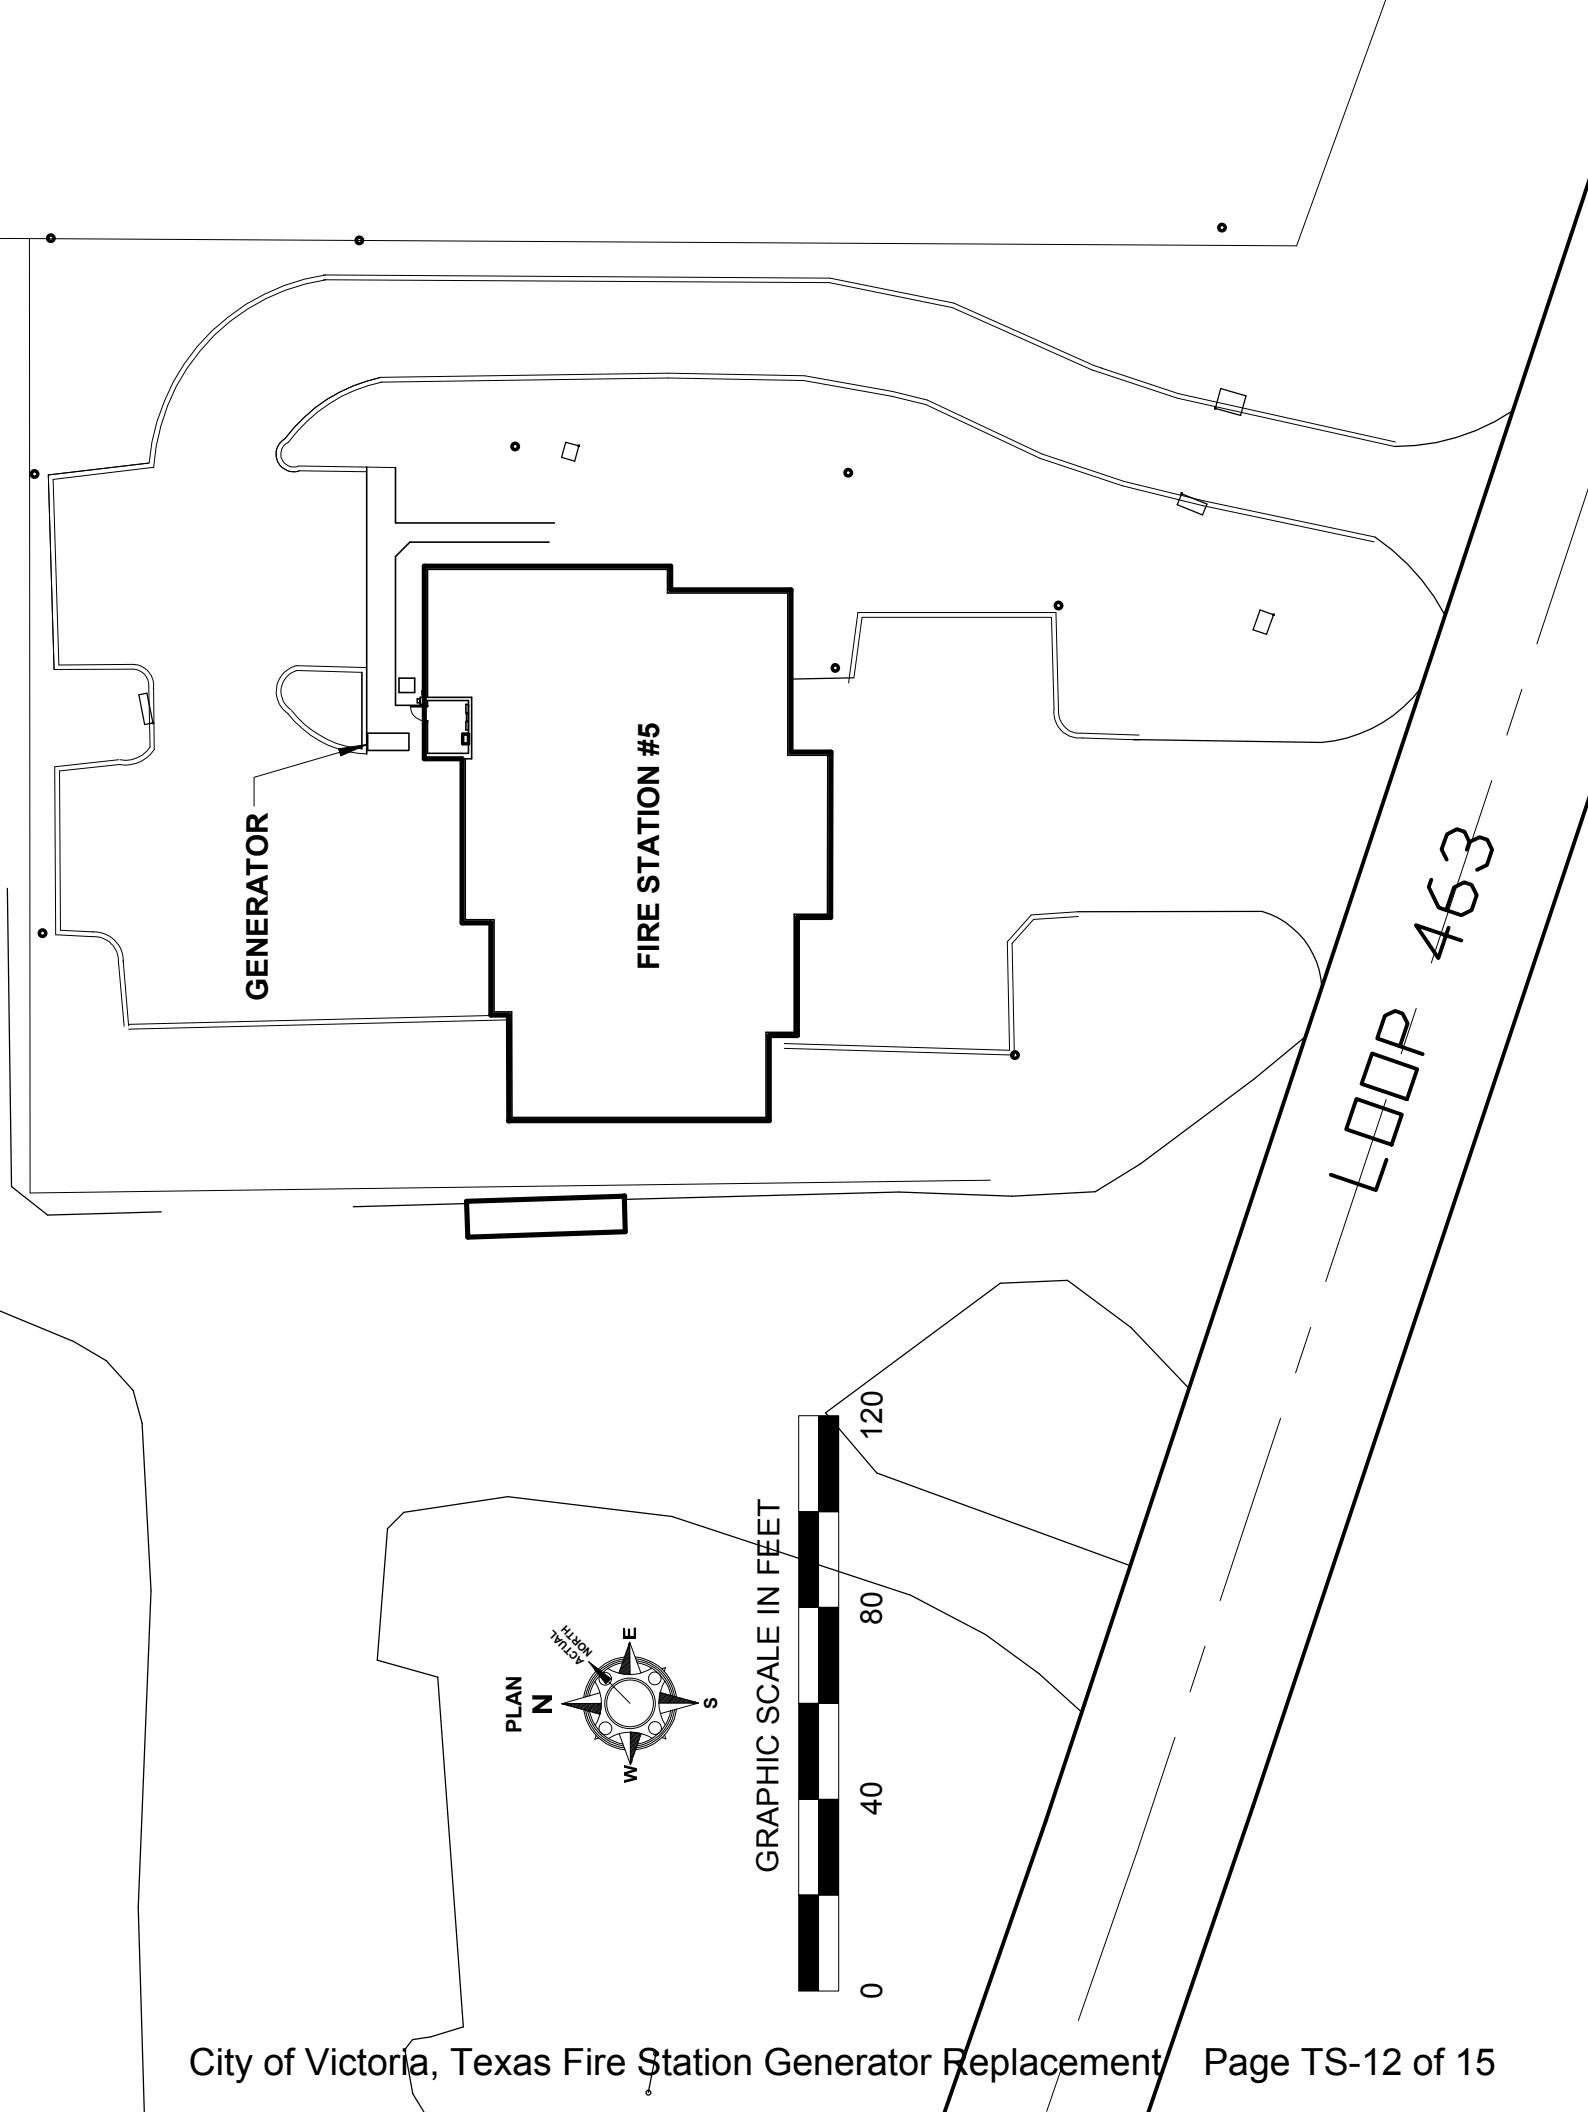 GENERATOR
FIRE STATION #5
LOOP 463
PLAN
N
ACTUAL
NORTH
E
W
S
GRAPHIC SCALE IN FEET
0 40 80 120
City of Victoria, Texas Fire Station Generator Replacement Page TS-12 of 15